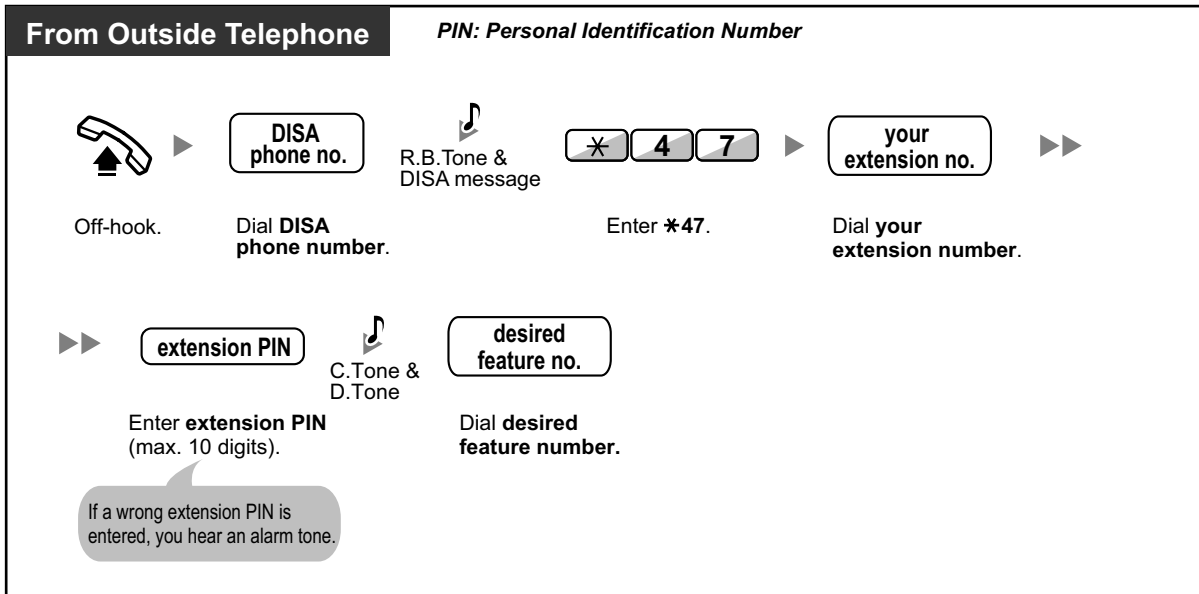 From Outside Telephone
PIN: Personal Identification Number
DISA
phone no.
R.B.Tone &
DISA message
* 4 7
your
extension no.
Off-hook.
Dial DISA
phone number.
Enter *47.
Dial your
extension number.
extension PIN
C.Tone &
D.Tone
desired
feature no.
Enter extension PIN
(max. 10 digits).
Dial desired
feature number.
If a wrong extension PIN is
entered, you hear an alarm tone.